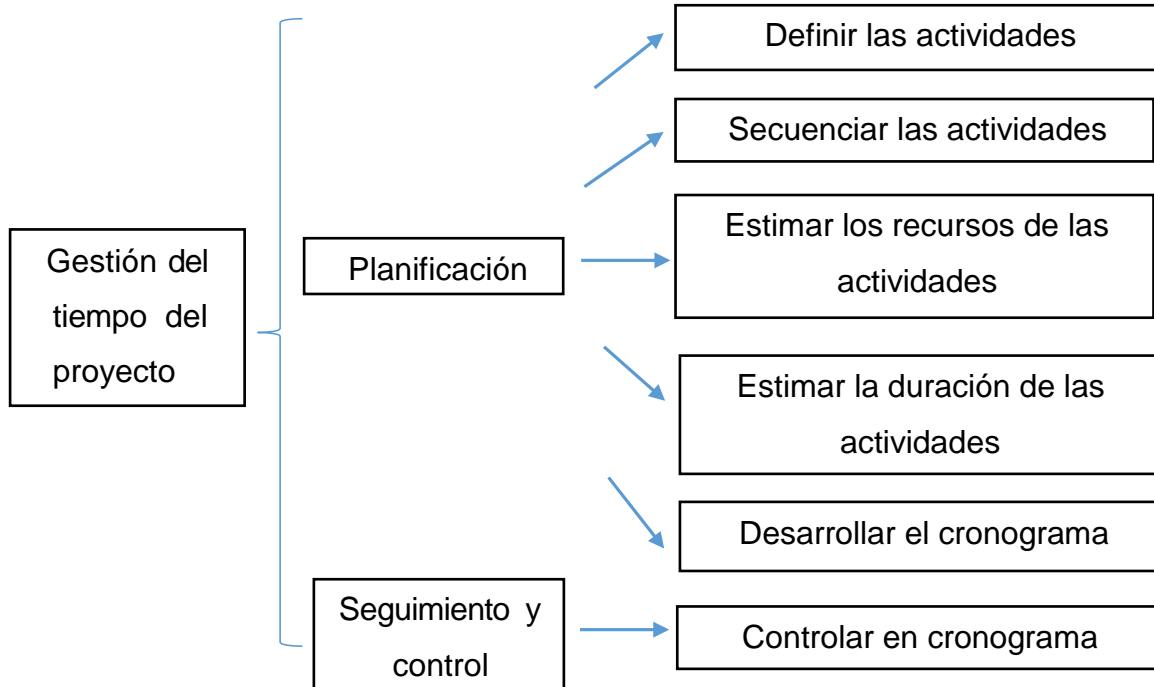 Definir las actividades
Secuenciar las actividades
Estimar los recursos de las
actividades
Gestión del
tiempo del
proyecto
Planificación
Estimar la duración de las
actividades
Desarrollar el cronograma
Seguimiento y
control
Controlar en cronograma